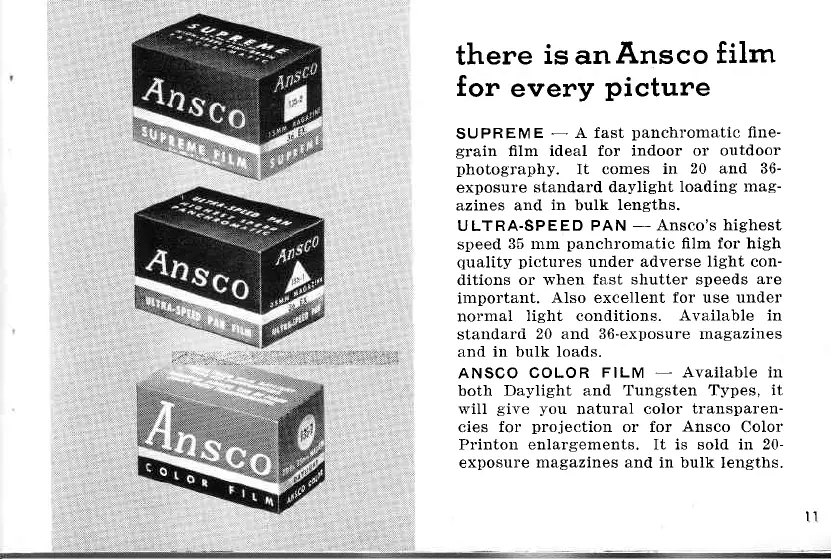 SUPREME
PANCHROMATIC
Ansco
Ansco
135-2
35MM MAGAZINE
36 EX.
SUPREME FILM
SUPREME
ULTRA-SPEED PAN
HIGHEST SPEED
PANCHROMATIC
Ansco
Ansco
35MM MAGAZINE
36 EX.
ULTRA-SPEED PAN FILM
ULTRA-SPEED PAN
Ansco
COLOR FILM
ANSCO COLOR
there is an Ansco film
for every picture
SUPREME — A fast panchromatic fine-
grain film ideal for indoor or outdoor
photography. It comes in 20 and 36-
exposure standard daylight loading mag-
azines and in bulk lengths.
ULTRA-SPEED PAN — Ansco's highest
speed 35 mm panchromatic film for high
quality pictures under adverse light con-
ditions or when fast shutter speeds are
important. Also excellent for use under
normal light conditions. Available in
standard 20 and 36-exposure magazines
and in bulk loads.
ANSCO COLOR FILM — Available in
both Daylight and Tungsten Types, it
will give you natural color transparen-
cies for projection or for Ansco Color
Printon enlargements. It is sold in 20-
exposure magazines and in bulk lengths.
11